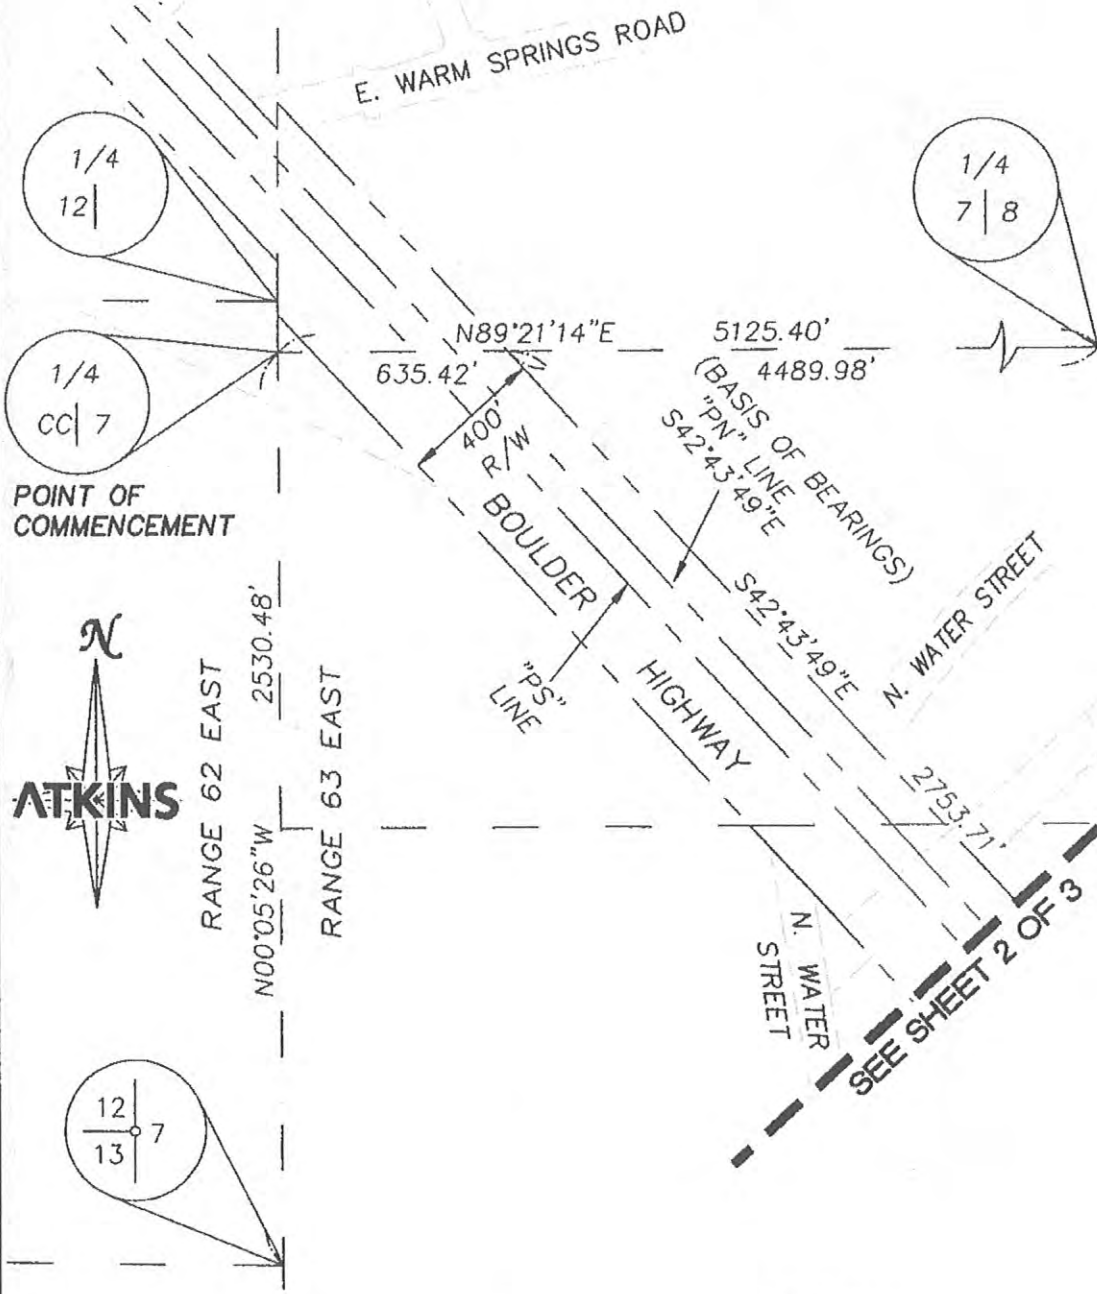 E. WARM SPRINGS ROAD
1/4
12
1/4
7 8
N89°21'14"E
5125.40'
635.42'
4489.98'
1/4
CC 7
POINT OF
COMMENCEMENT
400'
R/W
(BASIS OF BEARINGS)
"PN" LINE
S42°43'49"E
BOULDER
HIGHWAY
S42°43'49"E
2753.71'
N. WATER STREET
"PS"
LINE
N
ATKINS
RANGE 62 EAST
N00°05'26"W
2530.48'
RANGE 63 EAST
N. WATER
STREET
SEE SHEET 2 OF 3
12
13
7